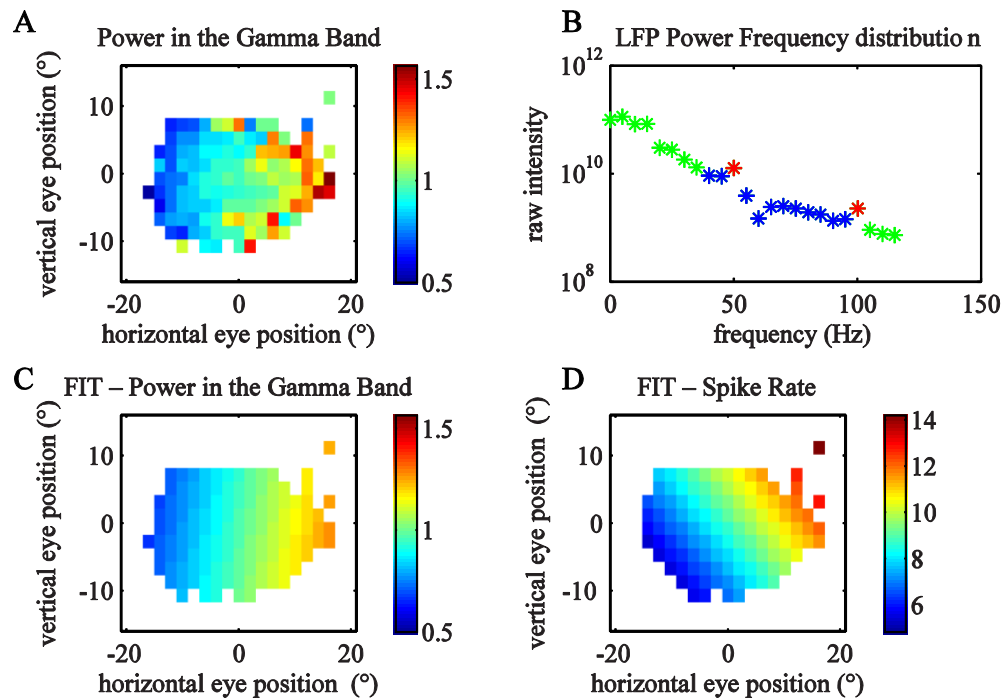 A
Power in the Gamma Band
vertical eye position (°)
10
0
-10
-20
0
20
horizontal eye position (°)
1.5
1
0.5
B
LFP Power Frequency distributio n
raw intensity
10^12
10^10
10^8
0
50
100
150
frequency (Hz)
C
FIT – Power in the Gamma Band
vertical eye position (°)
10
0
-10
-20
0
20
horizontal eye position (°)
1.5
1
0.5
D
FIT – Spike Rate
vertical eye position (°)
10
0
-10
-20
0
20
horizontal eye position (°)
14
12
10
8
6